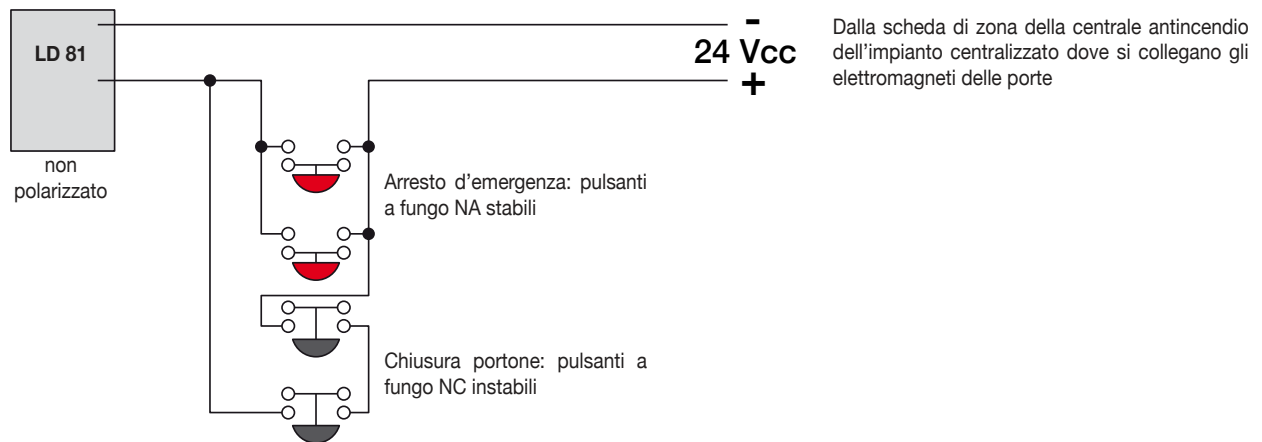 LD 81
non
polarizzato
-
24 Vcc
+
Dalla scheda di zona della centrale antincendio
dell'impianto centralizzato dove si collegano gli
elettromagneti delle porte
Arresto d'emergenza: pulsanti
a fungo NA stabili
Chiusura portone: pulsanti a
fungo NC instabili